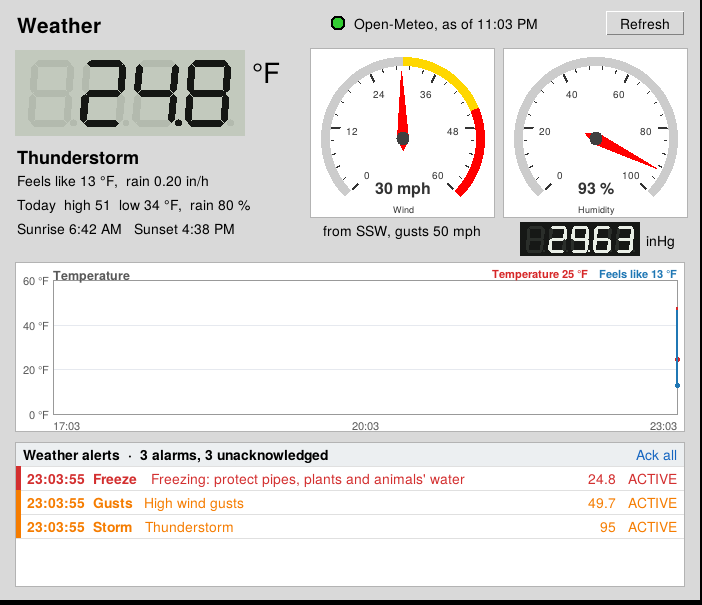 Weather
Open-Meteo, as of 11:03 PM
Refresh
24.8 °F
Thunderstorm
Feels like 13 °F, rain 0.20 in/h
Today high 51 low 34 °F, rain 80 %
Sunrise 6:42 AM Sunset 4:38 PM
0 12 24 36 48 60
30 mph
Wind
from SSW, gusts 50 mph
0 20 40 60 80 100
93 %
Humidity
29.63 inHg
Temperature
Temperature 25 °F Feels like 13 °F
60 °F
40 °F
20 °F
0 °F
17:03 20:03 23:03
Weather alerts · 3 alarms, 3 unacknowledged Ack all
23:03:55 Freeze Freezing: protect pipes, plants and animals' water 24.8 ACTIVE
23:03:55 Gusts High wind gusts 49.7 ACTIVE
23:03:55 Storm Thunderstorm 95 ACTIVE